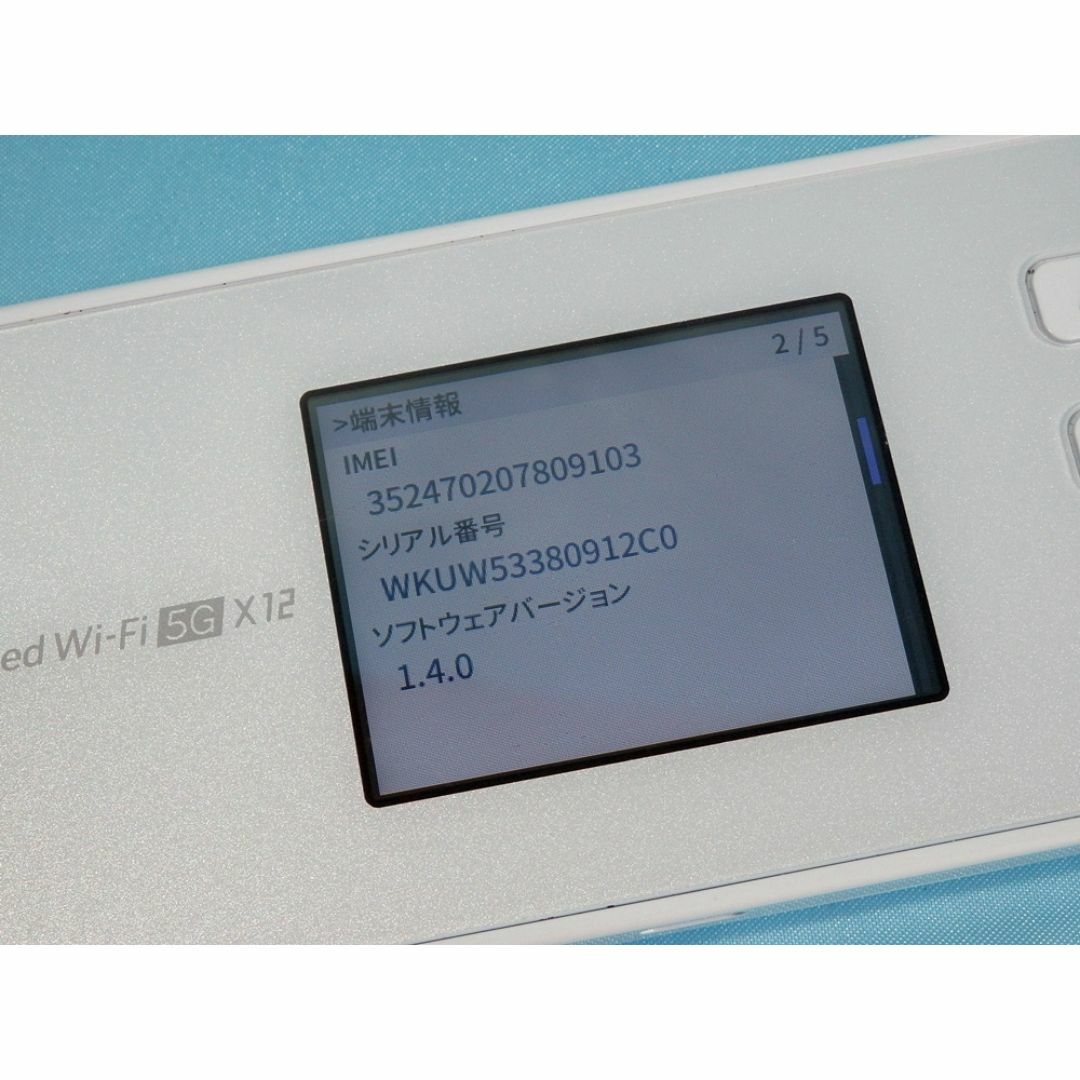 2 / 5
>端末情報
IMEI
352470207809103
シリアル番号
WKUW53380912C0
ソフトウェアバージョン
1.4.0
ed Wi-Fi 5G X12